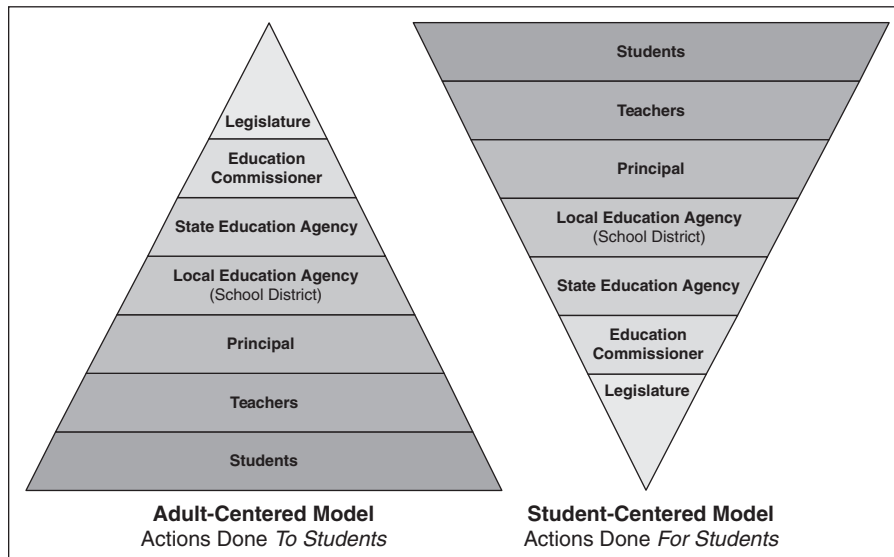 Legislature
Education
Commissioner
State Education Agency
Local Education Agency
(School District)
Principal
Teachers
Students
Adult-Centered Model
Actions Done To Students
Students
Teachers
Principal
Local Education Agency
(School District)
State Education Agency
Education
Commissioner
Legislature
Student-Centered Model
Actions Done For Students